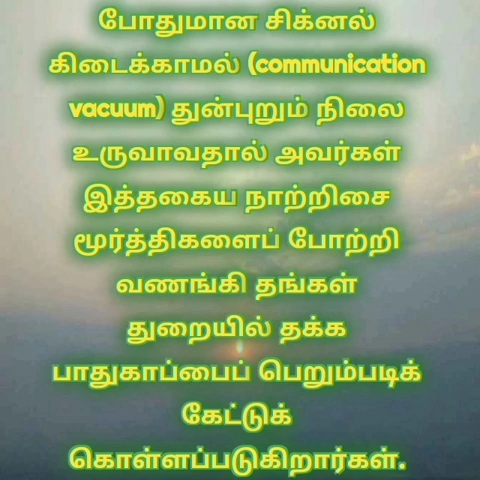 போதுமான சிக்னல்
கிடைக்காமல் (communication
vacuum) துன்புறும் நிலை
உருவாவதால் அவர்கள்
இத்தகைய நாற்றிசை
மூர்த்திகளைப் போற்றி
வணங்கி தங்கள்
துறையில் தக்க
பாதுகாப்பைப் பெறும்படிக்
கேட்டுக்
கொள்ளப்படுகிறார்கள்.